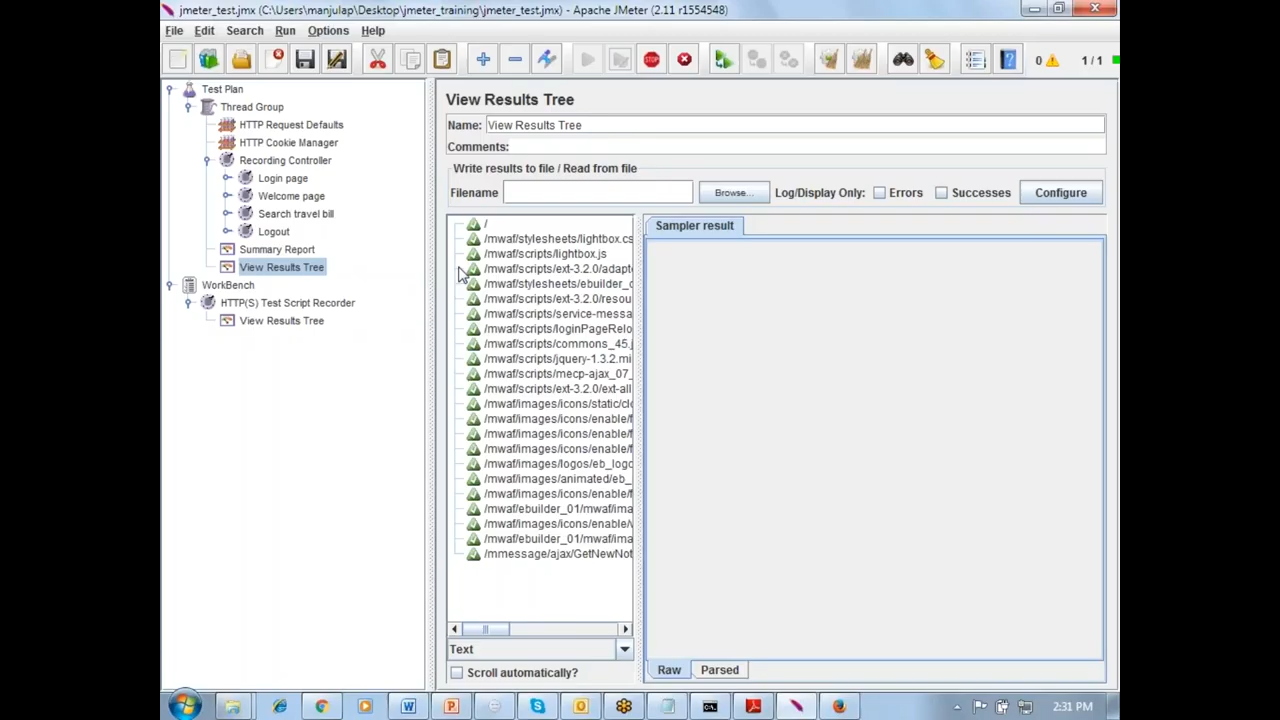 jmeter_test.jmx (C:\Users\manjulap\Desktop\jmeter_training\jmeter_test.jmx) - Apache JMeter (2.11 r1554548)
File Edit Search Run Options Help
0 1 / 1
Test Plan
Thread Group
HTTP Request Defaults
HTTP Cookie Manager
Recording Controller
Login page
Welcome page
Search travel bill
Logout
Summary Report
View Results Tree
WorkBench
HTTP(S) Test Script Recorder
View Results Tree
View Results Tree
Name: View Results Tree
Comments:
Write results to file / Read from file
Filename Browse... Log/Display Only: Errors Successes Configure
/
/mwaf/stylesheets/lightbox.cs
/mwaf/scripts/lightbox.js
/mwaf/scripts/ext-3.2.0/adapte
/mwaf/stylesheets/ebuilder_c
/mwaf/scripts/ext-3.2.0/resou
/mwaf/scripts/service-messa
/mwaf/scripts/loginPageRelo
/mwaf/scripts/commons_45.j
/mwaf/scripts/jquery-1.3.2.mi
/mwaf/scripts/mecp-ajax_07_
/mwaf/scripts/ext-3.2.0/ext-all
/mwaf/images/icons/static/clo
/mwaf/images/icons/enable/f
/mwaf/images/icons/enable/f
/mwaf/images/icons/enable/f
/mwaf/images/logos/eb_logo
/mwaf/images/animated/eb_
/mwaf/images/icons/enable/f
/mwaf/ebuilder_01/mwaf/ima
/mwaf/images/icons/enable/v
/mwaf/ebuilder_01/mwaf/ima
/mmessage/ajax/GetNewNot
Text
Scroll automatically?
Sampler result
Raw Parsed
2:31 PM